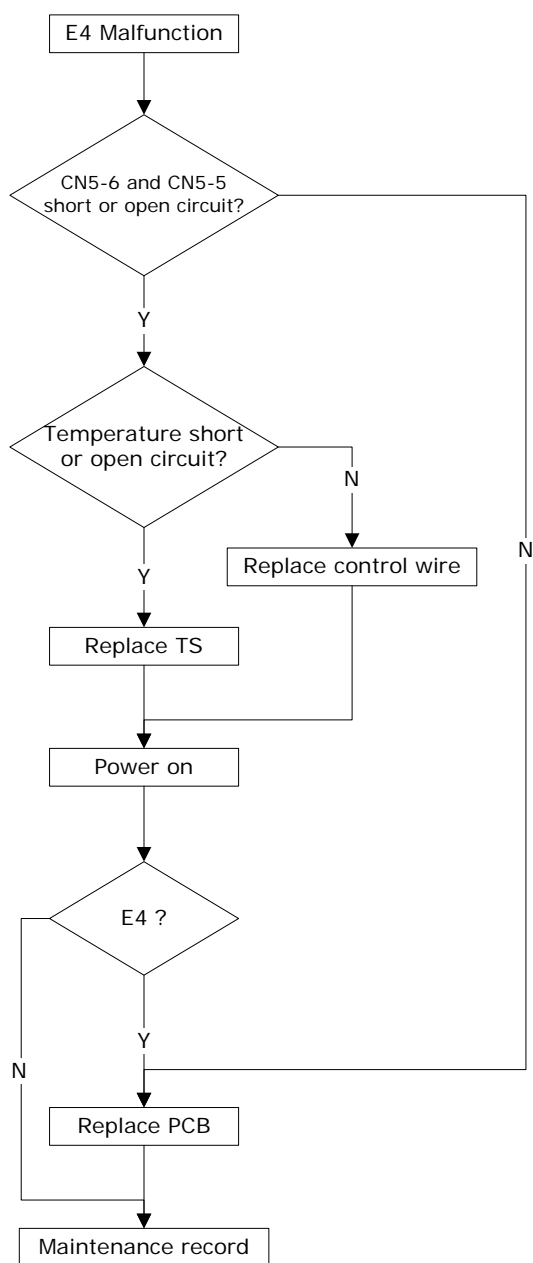 E4 Malfunction
CN5-6 and CN5-5
short or open circuit?
Y
Temperature short
or open circuit?
N
N
Replace control wire
Y
Replace TS
Power on
E4 ?
Y
N
Replace PCB
Maintenance record